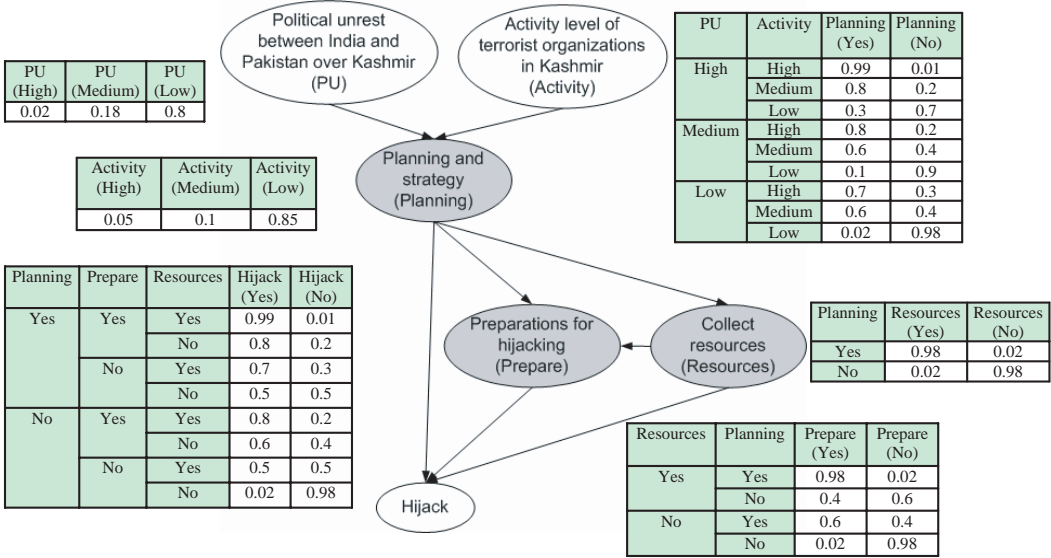 Political unrest
between India and
Pakistan over Kashmir
(PU)
Activity level of
terrorist organizations
in Kashmir
(Activity)
PU Activity Planning Planning
(Yes) (No)
High High 0.99 0.01
Medium 0.8 0.2
Low 0.3 0.7
Medium High 0.8 0.2
Medium 0.6 0.4
Low 0.1 0.9
Low High 0.7 0.3
Medium 0.6 0.4
Low 0.02 0.98
PU PU PU
(High) (Medium) (Low)
0.02 0.18 0.8
Activity Activity Activity
(High) (Medium) (Low)
0.05 0.1 0.85
Planning and
strategy
(Planning)
Planning Prepare Resources Hijack Hijack
(Yes) (No)
Yes Yes Yes 0.99 0.01
No 0.8 0.2
No Yes 0.7 0.3
No 0.5 0.5
No Yes Yes 0.8 0.2
No 0.6 0.4
No Yes 0.5 0.5
No 0.02 0.98
Preparations for
hijacking
(Prepare)
Collect
resources
(Resources)
Planning Resources Resources
(Yes) (No)
Yes 0.98 0.02
No 0.02 0.98
Resources Planning Prepare Prepare
(Yes) (No)
Yes Yes 0.98 0.02
No 0.4 0.6
No Yes 0.6 0.4
No 0.02 0.98
Hijack